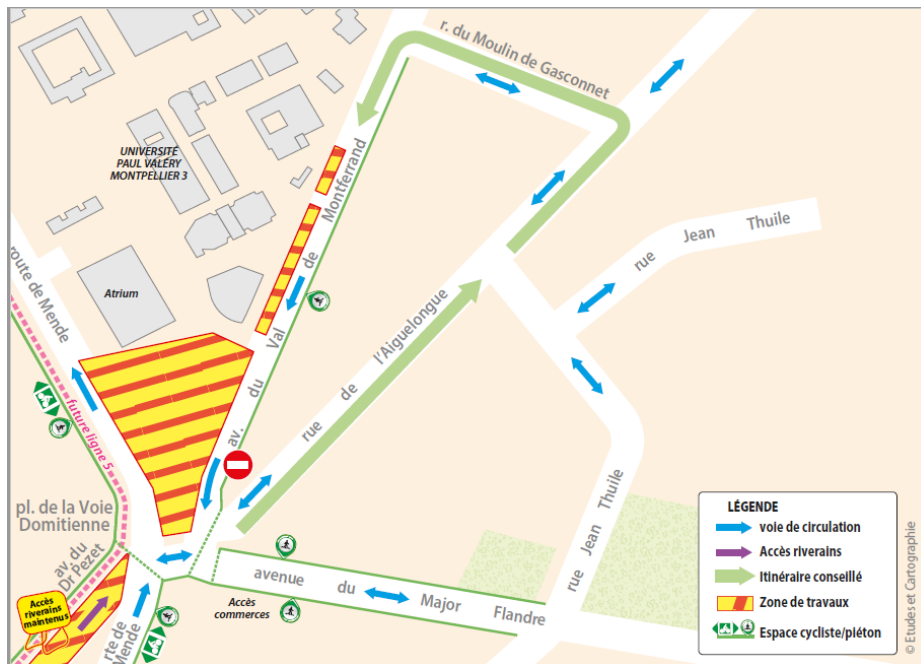 r. du Moulin de Gasconnet
UNIVERSITÉ
PAUL VALÉRY
MONTPELLIER 3
Atrium
route de Mende
av. du Val de Montferrand
rue de l'Aiguelongue
rue Jean Thuile
future ligne 5
pl. de la Voie
Domitienne
av. du
Dr Pezet
Accès
riverains
maintenus
rte de
Mende
Accès
commerces
avenue du Major Flandre
rue Jean Thuile
LÉGENDE
voie de circulation
Accès riverains
Itinéraire conseillé
Zone de travaux
Espace cycliste/piéton
© Etudes et Cartographie